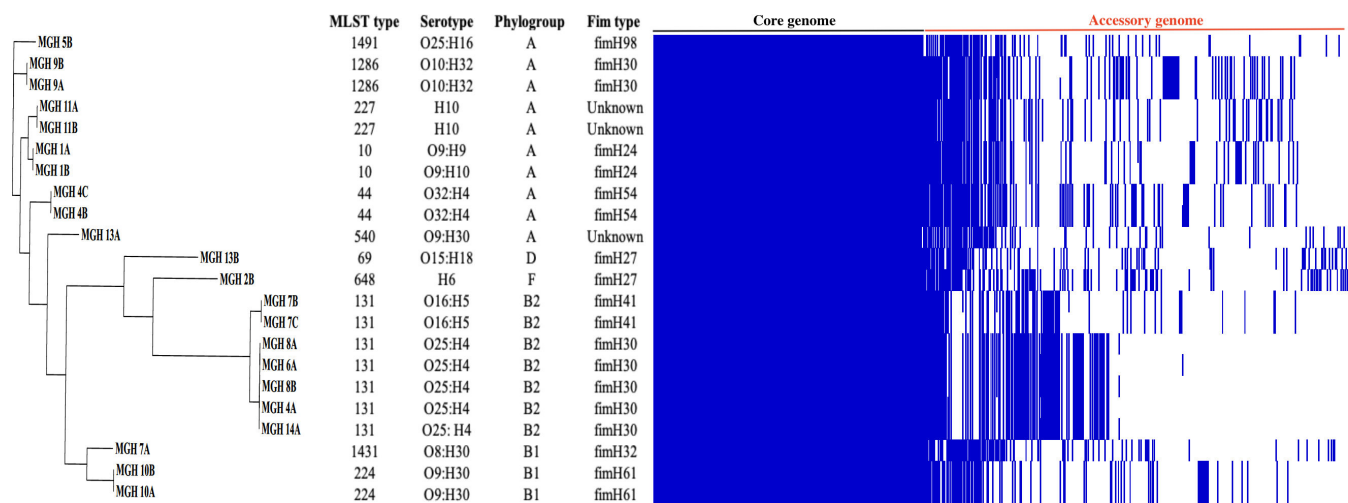 MLST type Serotype Phylogroup Fim type Core genome Accessory genome
MGH 5B 1491 O25:H16 A fimH98
MGH 9B 1286 O10:H32 A fimH30
MGH 9A 1286 O10:H32 A fimH30
MGH 11A 227 H10 A Unknown
MGH 11B 227 H10 A Unknown
MGH 1A 10 O9:H9 A fimH24
MGH 1B 10 O9:H10 A fimH24
MGH 4C 44 O32:H4 A fimH54
MGH 4B 44 O32:H4 A fimH54
MGH 13A 540 O9:H30 A Unknown
MGH 13B 69 O15:H18 D fimH27
MGH 2B 648 H6 F fimH27
MGH 7B 131 O16:H5 B2 fimH41
MGH 7C 131 O16:H5 B2 fimH41
MGH 8A 131 O25:H4 B2 fimH30
MGH 6A 131 O25:H4 B2 fimH30
MGH 8B 131 O25:H4 B2 fimH30
MGH 4A 131 O25:H4 B2 fimH30
MGH 14A 131 O25: H4 B2 fimH30
MGH 7A 1431 O8:H30 B1 fimH32
MGH 10B 224 O9:H30 B1 fimH61
MGH 10A 224 O9:H30 B1 fimH61